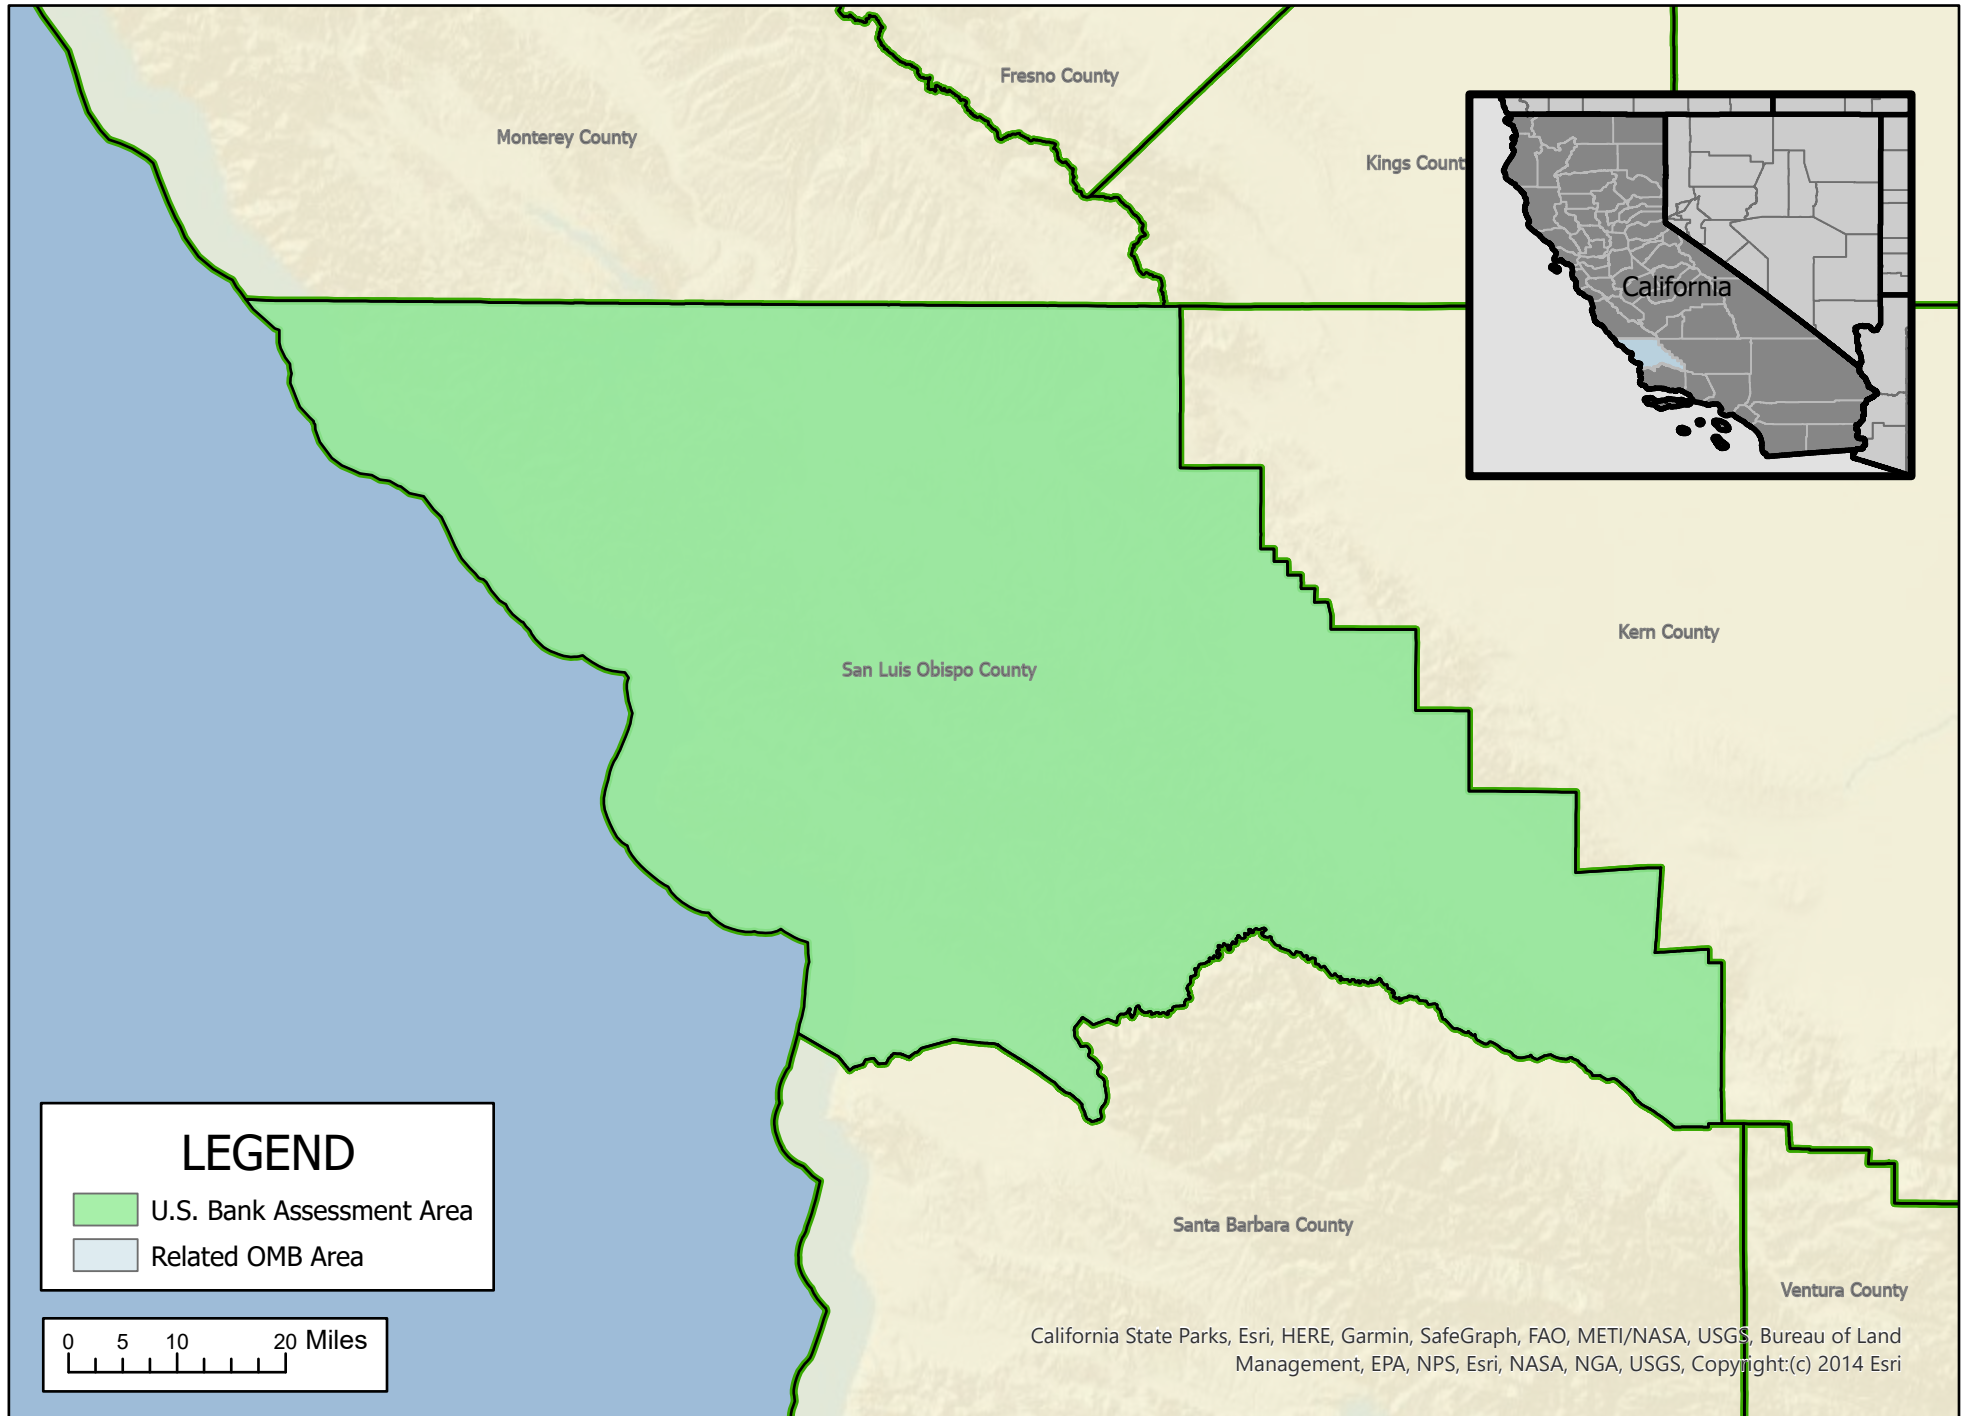 Fresno County
Monterey County
Kings Count
California
Kern County
San Luis Obispo County
LEGEND
U.S. Bank Assessment Area
Related OMB Area
Santa Barbara County
Ventura County
0 5 10 20 Miles
California State Parks, Esri, HERE, Garmin, SafeGraph, FAO, METI/NASA, USGS, Bureau of Land
Management, EPA, NPS, Esri, NASA, NGA, USGS, Copyright:(c) 2014 Esri